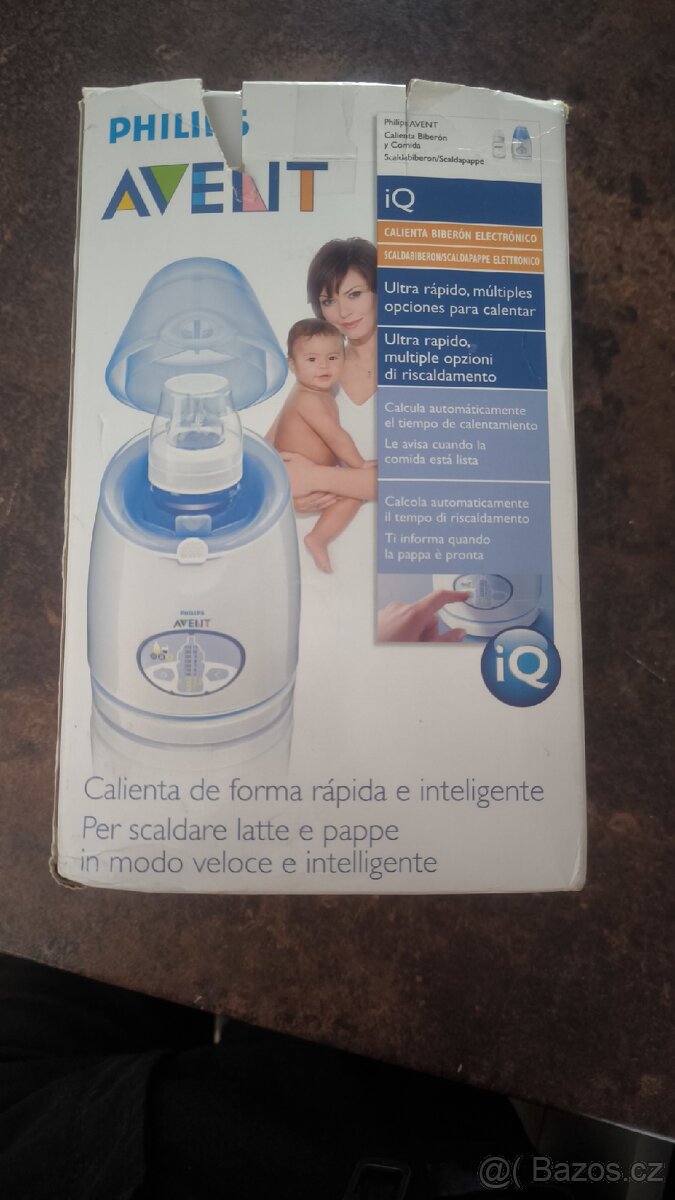 PHILIPS
AVENT
Philips AVENT
Calienta Biberón
y Comida
Scaldabiberon/Scaldapappe
iQ
CALIENTA BIBERÓN ELECTRÓNICO
SCALDABIBERON/SCALDAPAPPE ELETTRONICO
Ultra rápido, múltiples
opciones para calentar
Ultra rapido,
multiple opzioni
di riscaldamento
Calcula automáticamente
el tiempo de calentamiento
Le avisa cuando la
comida está lista
Calcola automaticamente
il tempo di riscaldamento
Ti informa quando
la pappa è pronta
PHILIPS
AVENT
iQ
Calienta de forma rápida e inteligente
Per scaldare latte e pappe
in modo veloce e intelligente
@( Bazos.cz